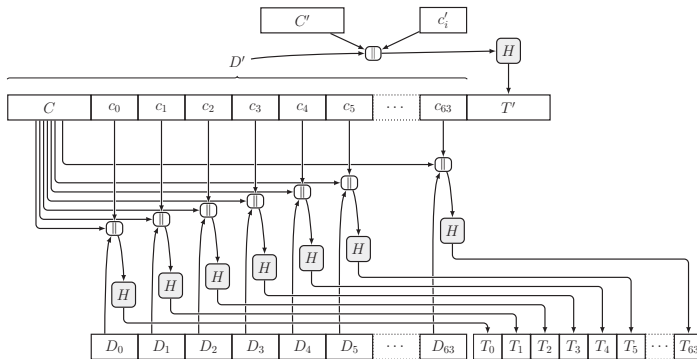 C′ c′i
D′ || H
C c0 c1 c2 c3 c4 c5 ··· c63 T′
||
||
||
||
||
||
||
H
H
H
H
H
H
H
D0 D1 D2 D3 D4 D5 ··· D63 T0 T1 T2 T3 T4 T5 ··· T63